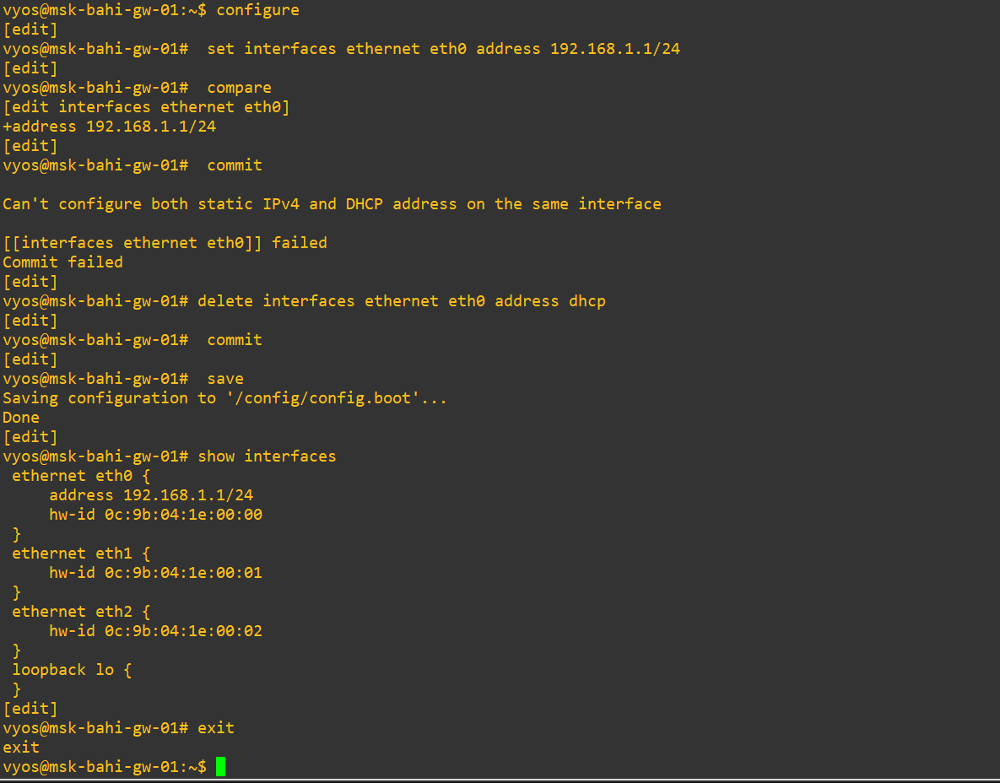 vyos@msk-bahi-gw-01:~$ configure
[edit]
vyos@msk-bahi-gw-01#  set interfaces ethernet eth0 address 192.168.1.1/24
[edit]
vyos@msk-bahi-gw-01#  compare
[edit interfaces ethernet eth0]
+address 192.168.1.1/24
[edit]
vyos@msk-bahi-gw-01#  commit

Can't configure both static IPv4 and DHCP address on the same interface

[[interfaces ethernet eth0]] failed
Commit failed
[edit]
vyos@msk-bahi-gw-01# delete interfaces ethernet eth0 address dhcp
[edit]
vyos@msk-bahi-gw-01#  commit
[edit]
vyos@msk-bahi-gw-01#  save
Saving configuration to '/config/config.boot'...
Done
[edit]
vyos@msk-bahi-gw-01# show interfaces
 ethernet eth0 {
     address 192.168.1.1/24
     hw-id 0c:9b:04:1e:00:00
 }
 ethernet eth1 {
     hw-id 0c:9b:04:1e:00:01
 }
 ethernet eth2 {
     hw-id 0c:9b:04:1e:00:02
 }
 loopback lo {
 }
[edit]
vyos@msk-bahi-gw-01# exit
exit
vyos@msk-bahi-gw-01:~$